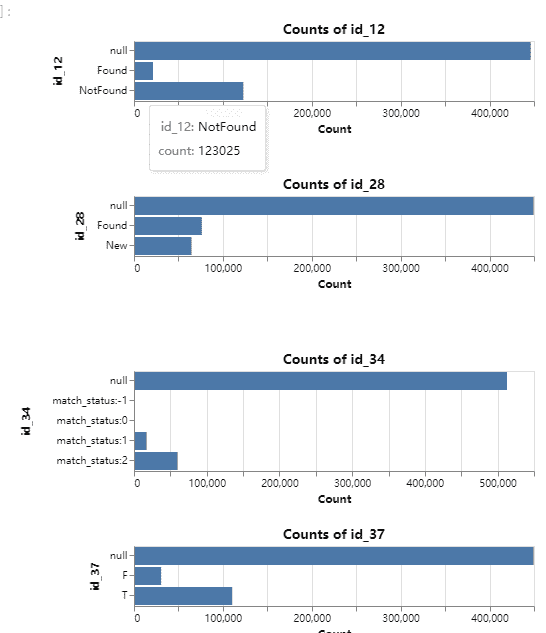 ]:
Counts of id_12
id_12
null
Found
NotFound
0 100,000 200,000 300,000 400,000
Count
id_12: NotFound
count: 123025
Counts of id_28
id_28
null
Found
New
0 100,000 200,000 300,000 400,000
Count
Counts of id_34
id_34
null
match_status:-1
match_status:0
match_status:1
match_status:2
0 100,000 200,000 300,000 400,000 500,000
Count
Counts of id_37
id_37
null
F
T
0 100,000 200,000 300,000 400,000
Count